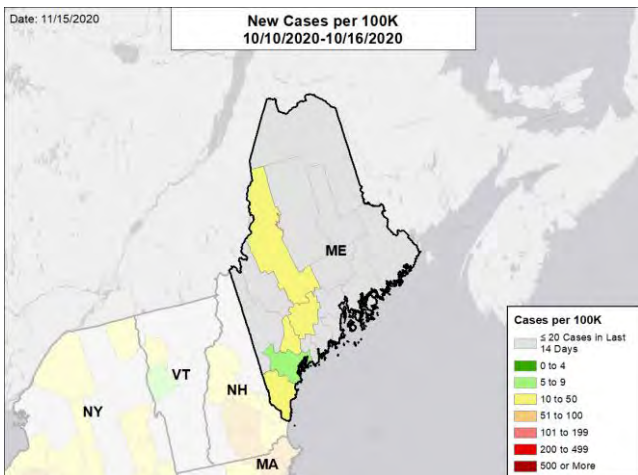 Date: 11/15/2020
New Cases per 100K
10/10/2020-10/16/2020
ME
VT
NH
NY
MA
Cases per 100K
≤ 20 Cases in Last
14 Days
0 to 4
5 to 9
10 to 50
51 to 100
101 to 199
200 to 499
500 or More